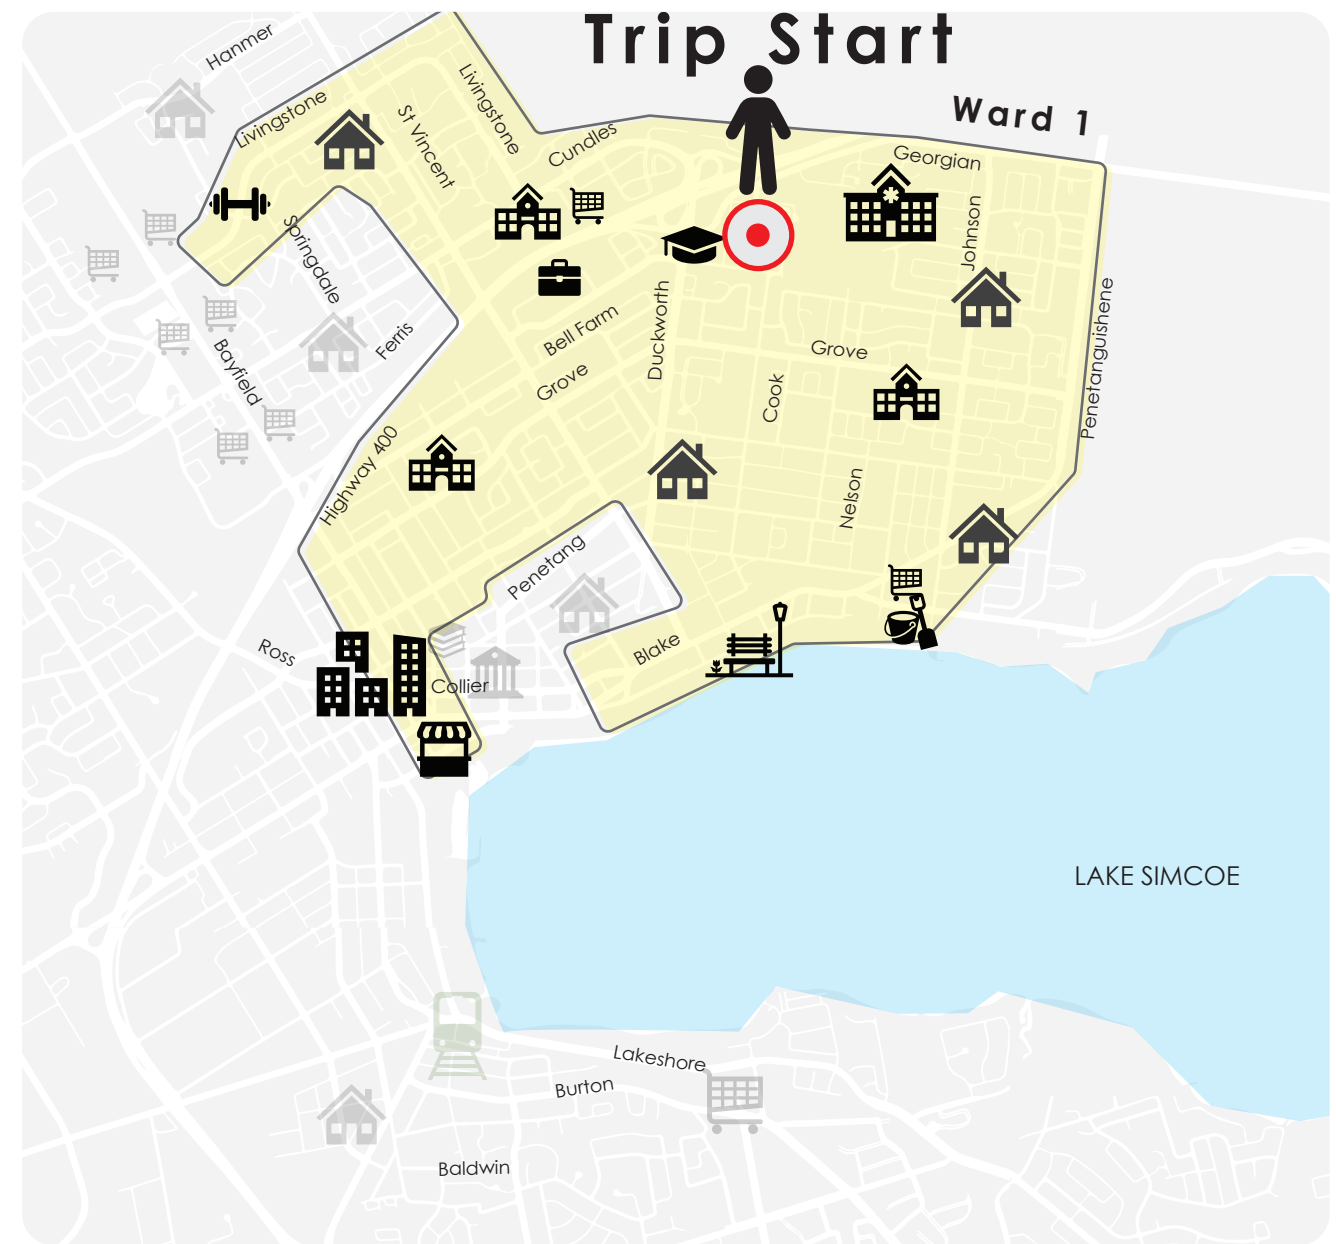 Trip Start
Ward 1
Hanmer
Livingstone
St Vincent
Livingstone
Cundles
Georgian
Johnson
Springdale
Ferris
Bayfield
Bell Farm
Duckworth
Grove
Grove
Cook
Penetanguishene
Highway 400
Nelson
Penetang
Ross
Blake
Collier
LAKE SIMCOE
Lakeshore
Burton
Baldwin